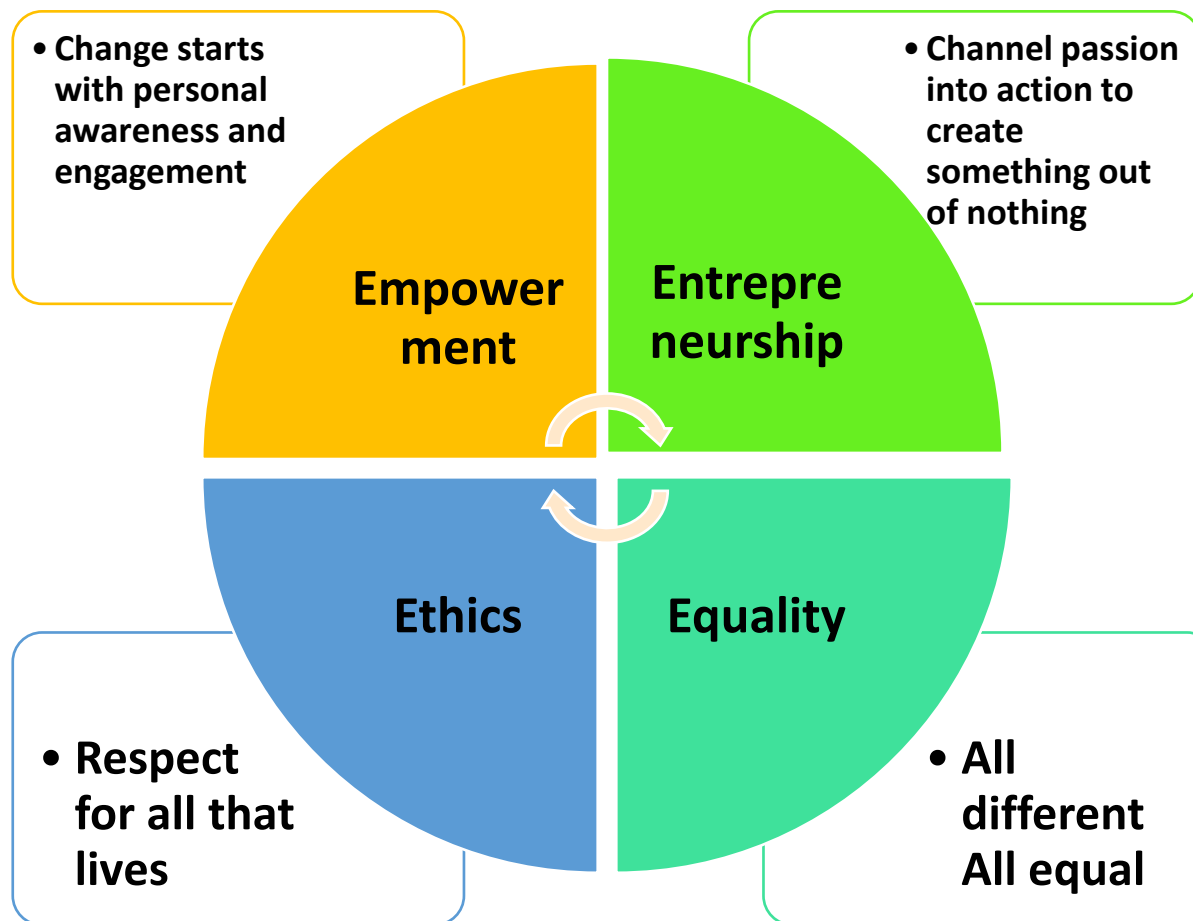 • Change starts
with personal
awareness and
engagement
• Channel passion
into action to
create
something out
of nothing
Empower
ment
Entrepre
neurship
Ethics
Equality
• Respect
for all that
lives
• All
different
All equal